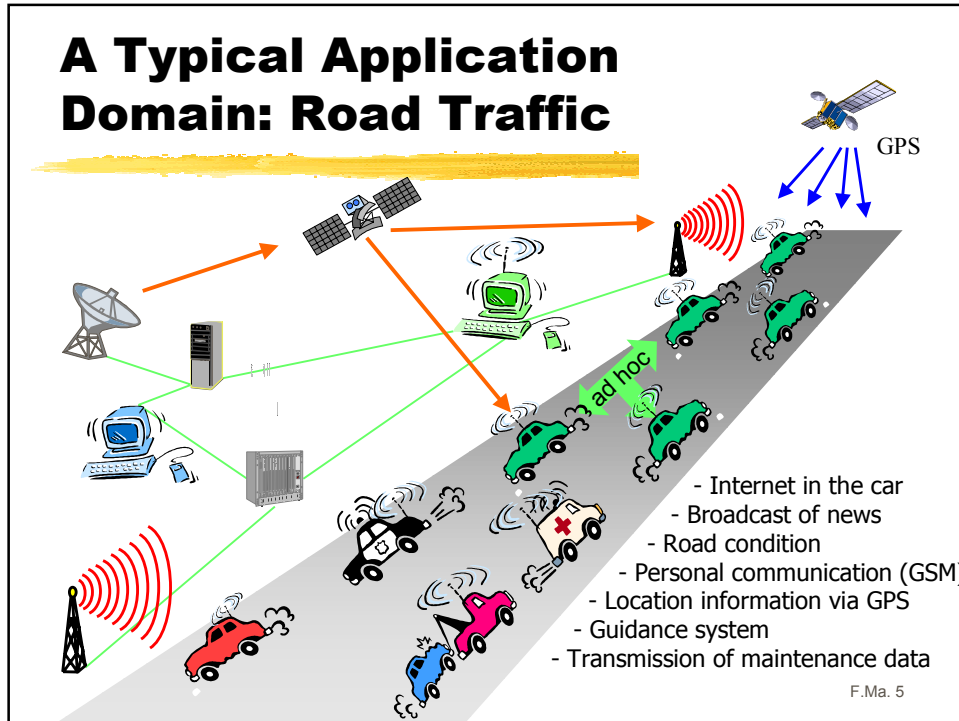 A Typical Application
Domain: Road Traffic
GPS
ad hoc
- Internet in the car
- Broadcast of news
- Road condition
- Personal communication (GSM)
- Location information via GPS
- Guidance system
- Transmission of maintenance data
F.Ma. 5